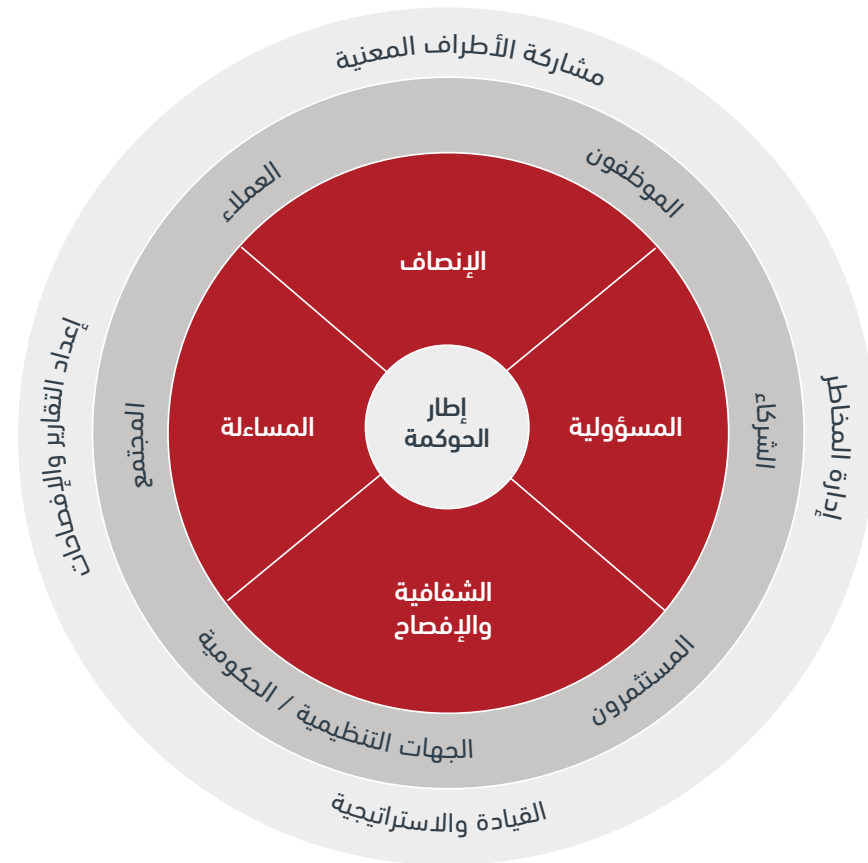 مشاركة الأطراف المعنية
العملاء
الموظفون
الإنصاف
إعداد التقارير والإفصاحات
المجتمع
المساءلة
إطار
الحوكمة
المسؤولية
الشركاء
إدارة المخاطر
الشفافية
والإفصاح
المستثمرون
الجهات التنظيمية / الحكومية
القيادة والاستراتيجية